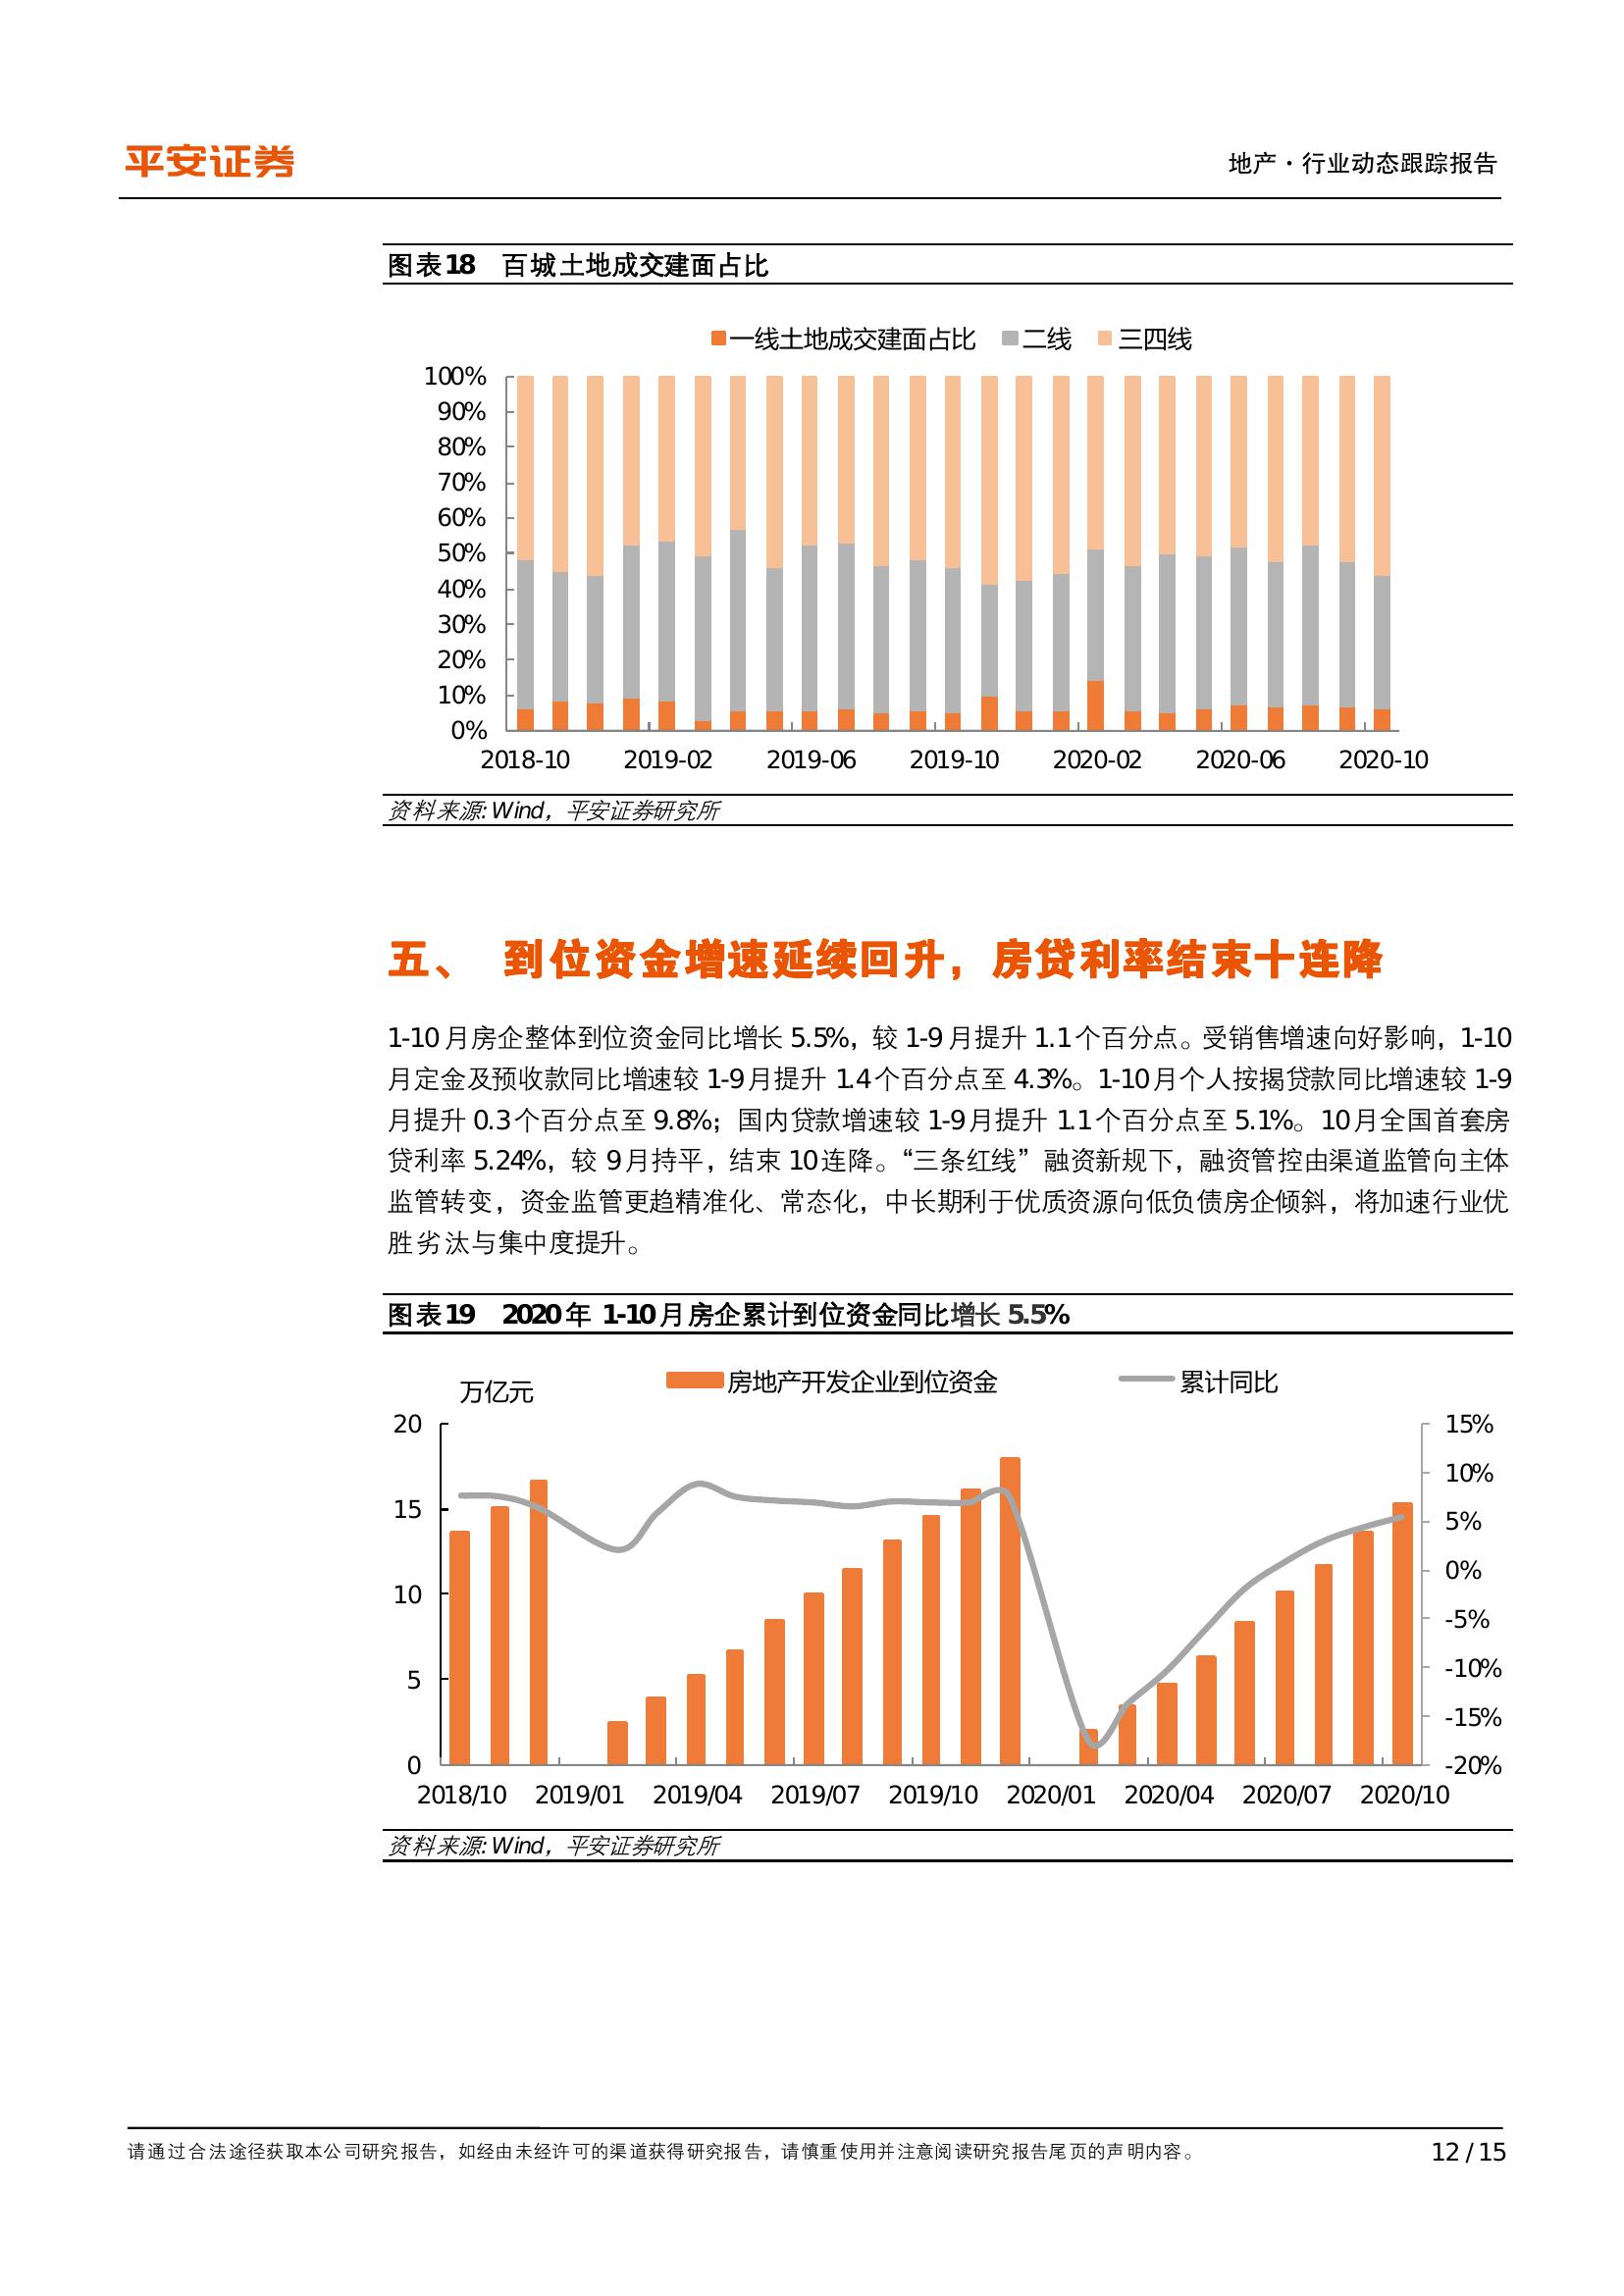 平安证券
地产·行业动态跟踪报告
图表18 百城土地成交建面占比
一线土地成交建面占比 二线 三四线
100%
90%
80%
70%
60%
50%
40%
30%
20%
10%
0%
2018-10 2019-02 2019-06 2019-10 2020-02 2020-06 2020-10
资料来源:Wind，平安证券研究所
五、 到位资金增速延续回升，房贷利率结束十连降
1-10月房企整体到位资金同比增长 5.5%，较 1-9月提升 1.1个百分点。受销售增速向好影响，1-10
月定金及预收款同比增速较 1-9月提升 1.4个百分点至 4.3%。1-10月个人按揭贷款同比增速较 1-9
月提升 0.3个百分点至 9.8%；国内贷款增速较 1-9月提升 1.1个百分点至 5.1%。10月全国首套房
贷利率 5.24%，较 9月持平，结束 10连降。“三条红线”融资新规下，融资管控由渠道监管向主体
监管转变，资金监管更趋精准化、常态化，中长期利于优质资源向低负债房企倾斜，将加速行业优
胜劣汰与集中度提升。
图表19 2020年 1-10月房企累计到位资金同比增长 5.5%
万亿元 房地产开发企业到位资金 累计同比
20 15%
10%
15 5%
10 0%
-5%
5 -10%
-15%
0 -20%
2018/10 2019/01 2019/04 2019/07 2019/10 2020/01 2020/04 2020/07 2020/10
资料来源:Wind，平安证券研究所
请通过合法途径获取本公司研究报告，如经由未经许可的渠道获得研究报告，请慎重使用并注意阅读研究报告尾页的声明内容。 12 / 15